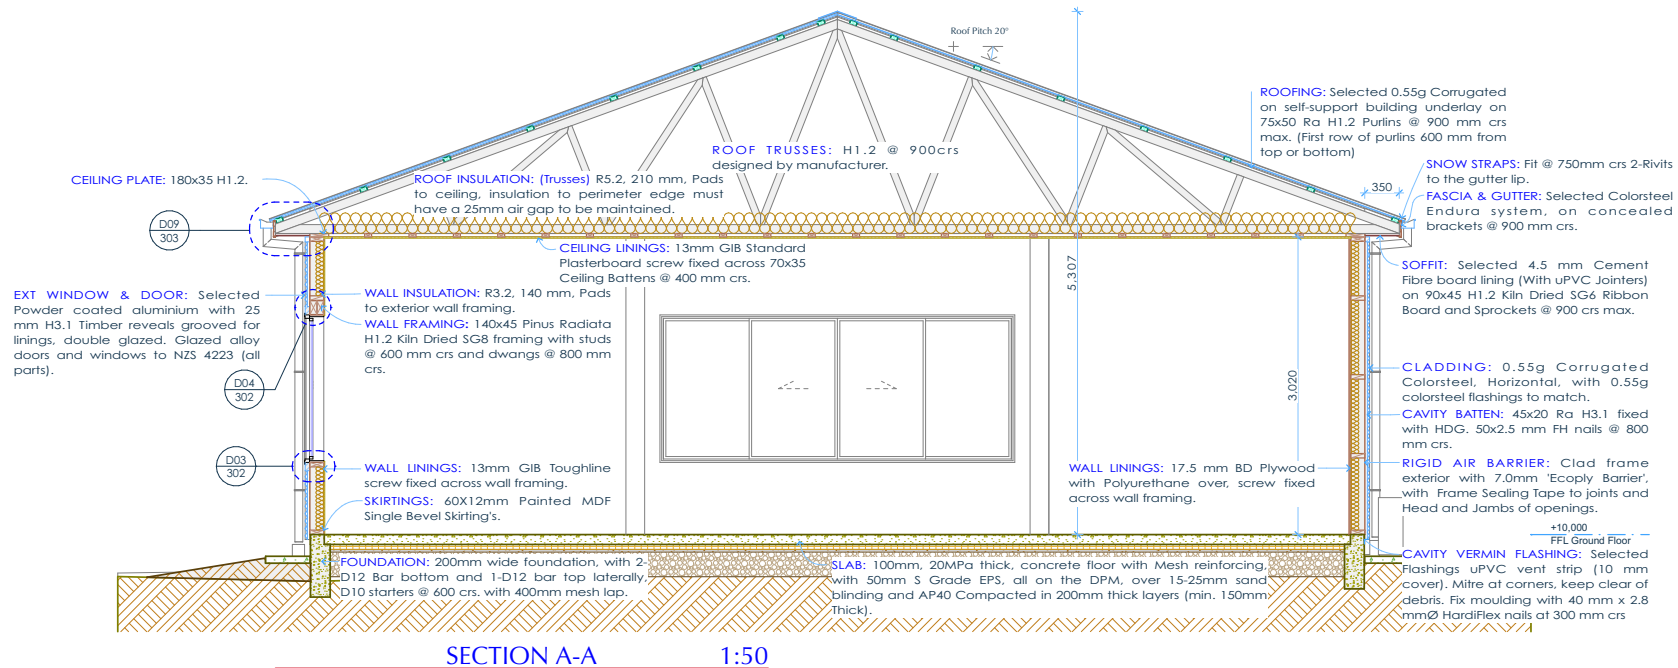 Roof Pitch 20°
ROOFING: Selected 0.55g Corrugated
on self-support building underlay on
75x50 Ra H1.2 Purlins @ 900 mm crs
max. (First row of purlins 600 mm from
top or bottom)
ROOF TRUSSES: H1.2 @ 900crs
designed by manufacturer.
SNOW STRAPS: Fit @ 750mm crs 2-Rivits
to the gutter lip.
CEILING PLATE: 180x35 H1.2.
ROOF INSULATION: (Trusses) R5.2, 210 mm, Pads
to ceiling, insulation to perimeter edge must
have a 25mm air gap to be maintained.
350
FASCIA & GUTTER: Selected Colorsteel
Endura system, on concealed
brackets @ 900 mm crs.
D09
303
CEILING LININGS: 13mm GIB Standard
Plasterboard screw fixed across 70x35
Ceiling Battens @ 400 mm crs.
5,307
SOFFIT: Selected 4.5 mm Cement
Fibre board lining (With uPVC Jointers)
on 90x45 H1.2 Kiln Dried SG6 Ribbon
Board and Sprockets @ 900 crs max.
EXT WINDOW & DOOR: Selected
Powder coated aluminium with 25
mm H3.1 Timber reveals grooved for
linings, double glazed. Glazed alloy
doors and windows to NZS 4223 (all
parts).
WALL INSULATION: R3.2, 140 mm, Pads
to exterior wall framing.
WALL FRAMING: 140x45 Pinus Radiata
H1.2 Kiln Dried SG8 framing with studs
@ 600 mm crs and dwangs @ 800 mm
crs.
D04
302
3,020
CLADDING: 0.55g Corrugated
Colorsteel, Horizontal, with 0.55g
colorsteel flashings to match.
CAVITY BATTEN: 45x20 Ra H3.1 fixed
with HDG. 50x2.5 mm FH nails @ 800
mm crs.
D03
302
WALL LININGS: 13mm GIB Toughline
screw fixed across wall framing.
SKIRTINGS: 60X12mm Painted MDF
Single Bevel Skirting's.
WALL LININGS: 17.5 mm BD Plywood
with Polyurethane over, screw fixed
across wall framing.
RIGID AIR BARRIER: Clad frame
exterior with 7.0mm 'Ecoply Barrier',
with Frame Sealing Tape to joints and
Head and Jambs of openings.
+10,000
FFL Ground Floor
FOUNDATION: 200mm wide foundation, with 2-
D12 Bar bottom and 1-D12 bar top laterally,
D10 starters @ 600 crs. with 400mm mesh lap.
SLAB: 100mm, 20MPa thick, concrete floor with Mesh reinforcing,
with 50mm S Grade EPS, all on the DPM, over 15-25mm sand
blinding and AP40 Compacted in 200mm thick layers (min. 150mm
Thick).
CAVITY VERMIN FLASHING: Selected
Flashings uPVC vent strip (10 mm
cover). Mitre at corners, keep clear of
debris. Fix moulding with 40 mm x 2.8
mmØ HardiFlex nails at 300 mm crs
SECTION A-A 1:50